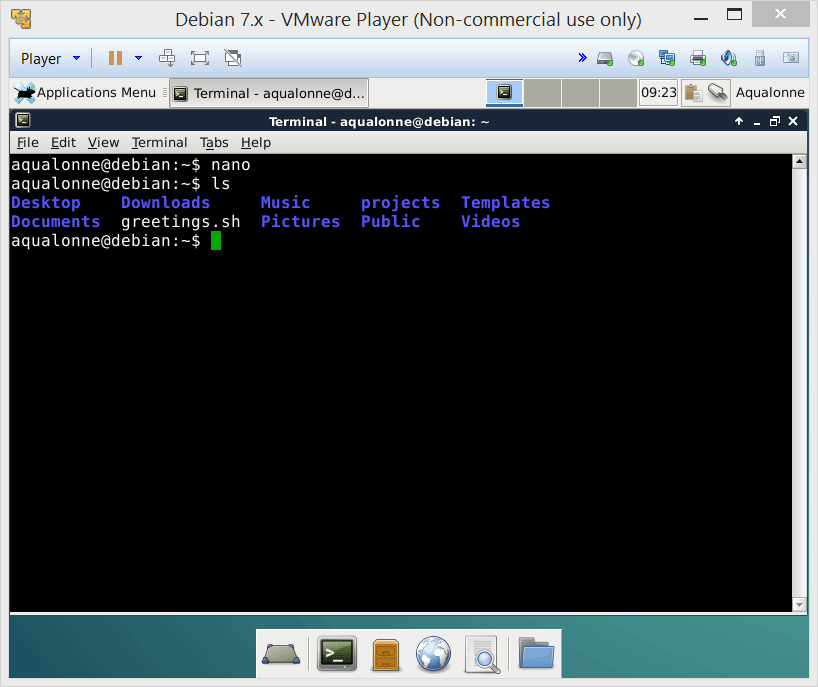 Debian 7.x - VMware Player (Non-commercial use only)
Player
Applications Menu Terminal - aqualonne@d... 09:23 Aqualonne
Terminal - aqualonne@debian: ~
File Edit View Terminal Tabs Help
aqualonne@debian:~$ nano
aqualonne@debian:~$ ls
Desktop Downloads Music projects Templates
Documents greetings.sh Pictures Public Videos
aqualonne@debian:~$